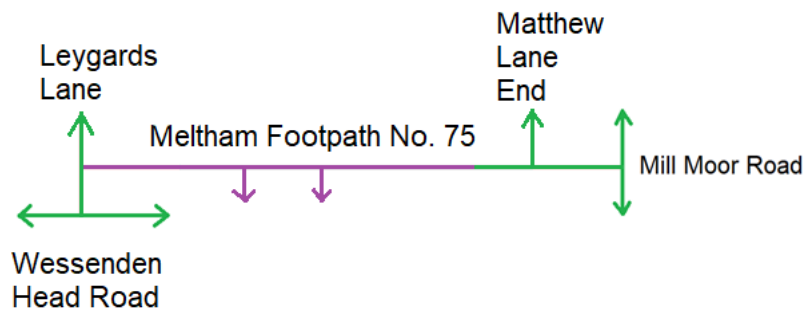 Leygards
Lane
Matthew
Lane
End
Meltham Footpath No. 75
Mill Moor Road
Wessenden
Head Road